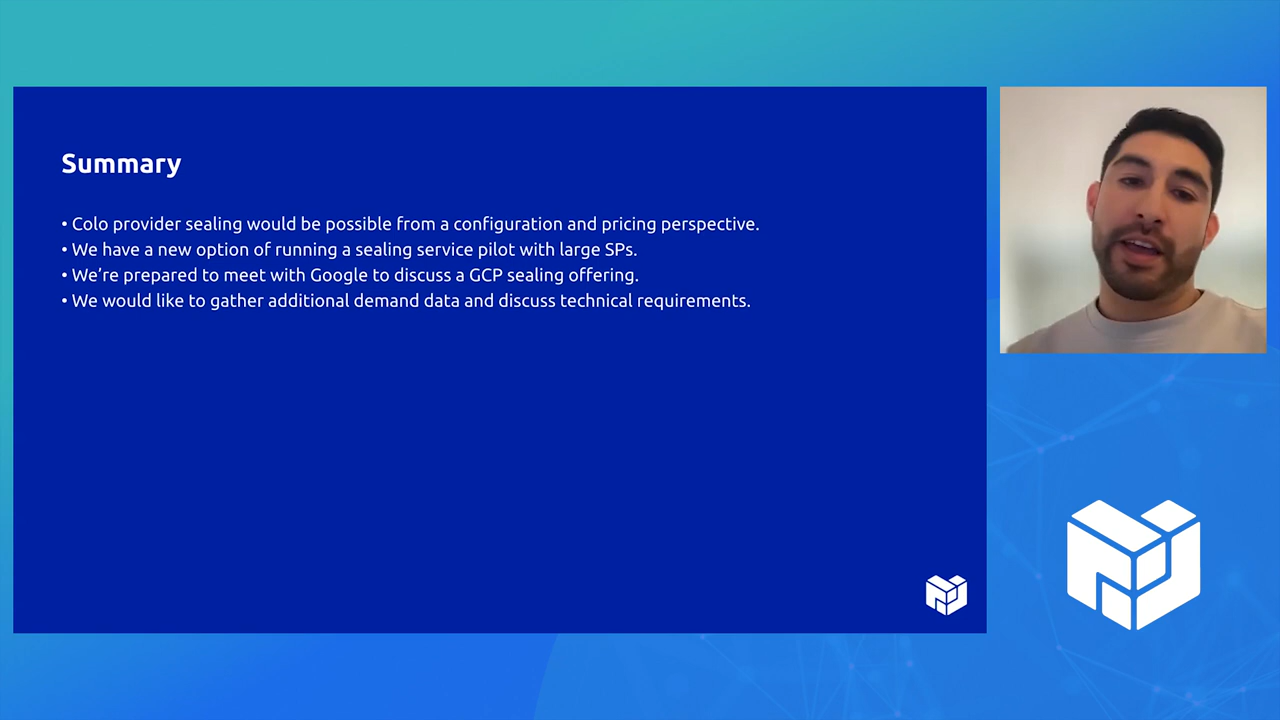 Summary
• Colo provider sealing would be possible from a configuration and pricing perspective.
• We have a new option of running a sealing service pilot with large SPs.
• We’re prepared to meet with Google to discuss a GCP sealing offering.
• We would like to gather additional demand data and discuss technical requirements.